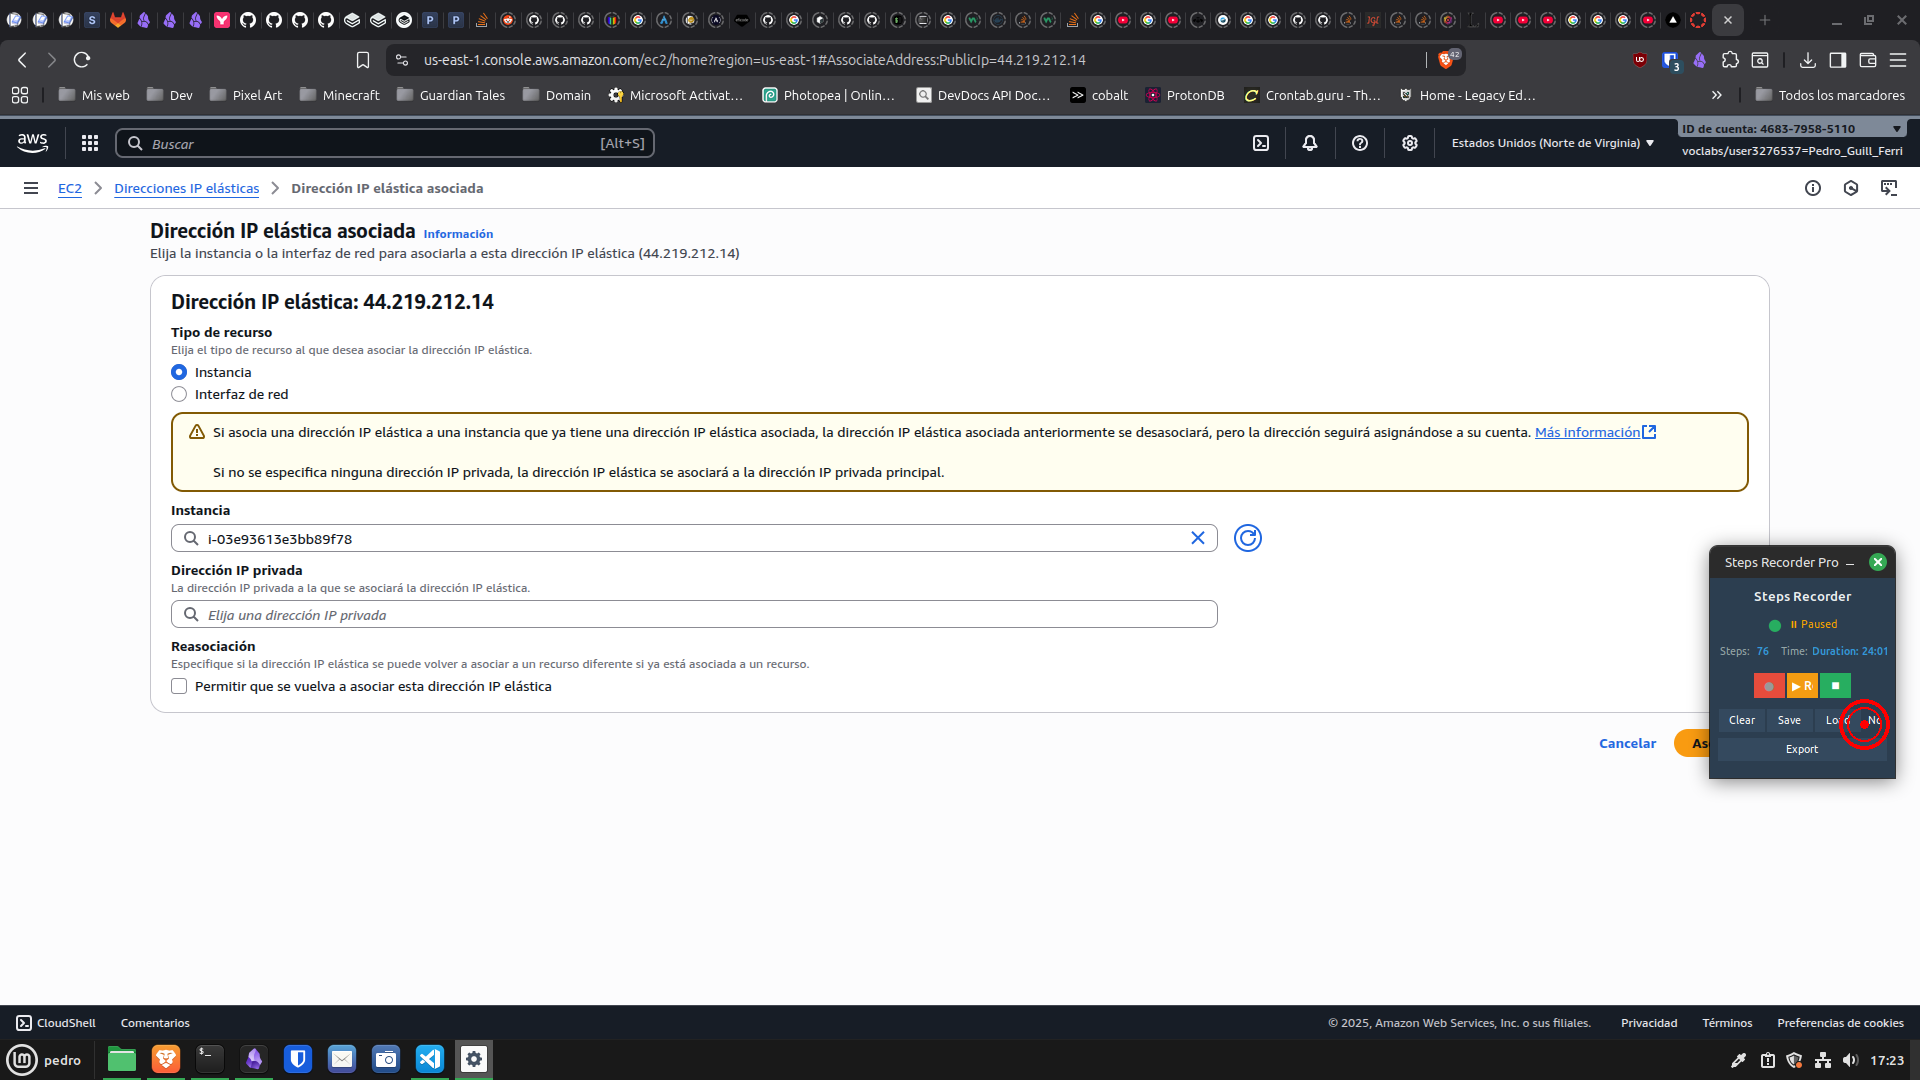 us-east-1.console.aws.amazon.com/ec2/home?region=us-east-1#AssociateAddress:PublicIp=44.219.212.14
42
3
Mis web
Dev
Pixel Art
Minecraft
Guardian Tales
Domain
Microsoft Activat...
Photopea | Onlin...
DevDocs API Doc...
cobalt
ProtonDB
Crontab.guru - Th...
Home - Legacy Ed...
Todos los marcadores
aws
Buscar
[Alt+S]
Estados Unidos (Norte de Virginia)
ID de cuenta: 4683-7958-5110
voclabs/user3276537=Pedro_Guill_Ferri
EC2
Direcciones IP elásticas
Dirección IP elástica asociada
Dirección IP elástica asociada Información
Elija la instancia o la interfaz de red para asociarla a esta dirección IP elástica (44.219.212.14)
Dirección IP elástica: 44.219.212.14
Tipo de recurso
Elija el tipo de recurso al que desea asociar la dirección IP elástica.
Instancia
Interfaz de red
Si asocia una dirección IP elástica a una instancia que ya tiene una dirección IP elástica asociada, la dirección IP elástica asociada anteriormente se desasociará, pero la dirección seguirá asignándose a su cuenta. Más información
Si no se especifica ninguna dirección IP privada, la dirección IP elástica se asociará a la dirección IP privada principal.
Instancia
i-03e93613e3bb89f78
Dirección IP privada
La dirección IP privada a la que se asociará la dirección IP elástica.
Elija una dirección IP privada
Reasociación
Especifique si la dirección IP elástica se puede volver a asociar a un recurso diferente si ya está asociada a un recurso.
Permitir que se vuelva a asociar esta dirección IP elástica
Cancelar
As
Steps Recorder Pro
Steps Recorder
Paused
Steps: 76 Time: Duration: 24:01
R
Clear
Save
No
Export
CloudShell
Comentarios
© 2025, Amazon Web Services, Inc. o sus filiales.
Privacidad
Términos
Preferencias de cookies
pedro
17:23